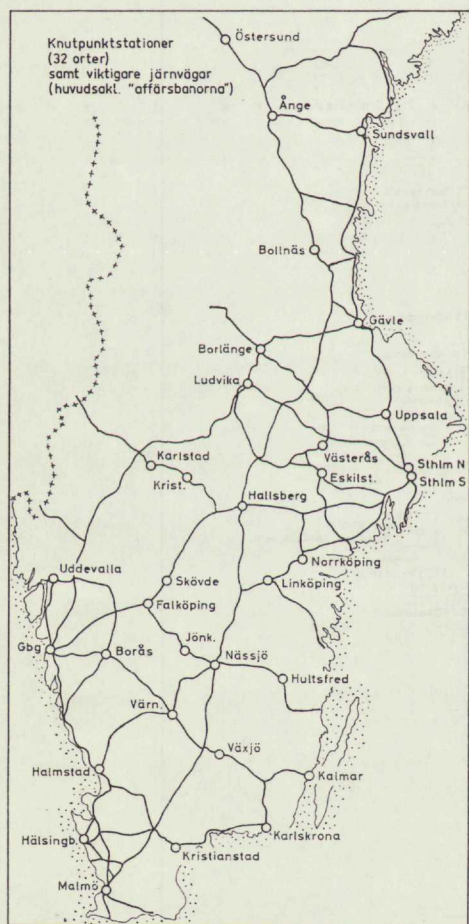 Knutpunktstationer
(32 orter)
samt viktigare järnvägar
(huvudsakl. "affärsbanorna")
Östersund
Ånge
Sundsvall
Bollnäs
Gävle
Borlänge
Ludvika
Uppsala
Karlstad
Västerås
Sthlm N
Krist.
Eskilst.
Sthlm S
Hallsberg
Norrköping
Uddevalla
Skövde
Linköping
Falköping
Gbg
Borås
Jönk.
Nässjö
Hultsfred
Värn.
Växjö
Halmstad
Kalmar
Hälsingb.
Karlskrona
Kristianstad
Malmö